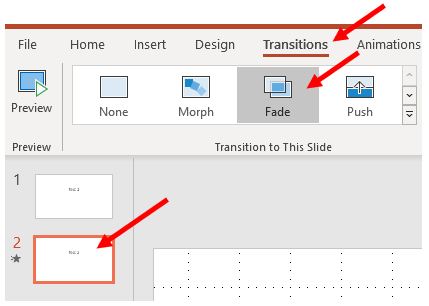 File Home Insert Design Transitions Animations
Preview None Morph Fade Push
Preview Transition to This Slide
1
2